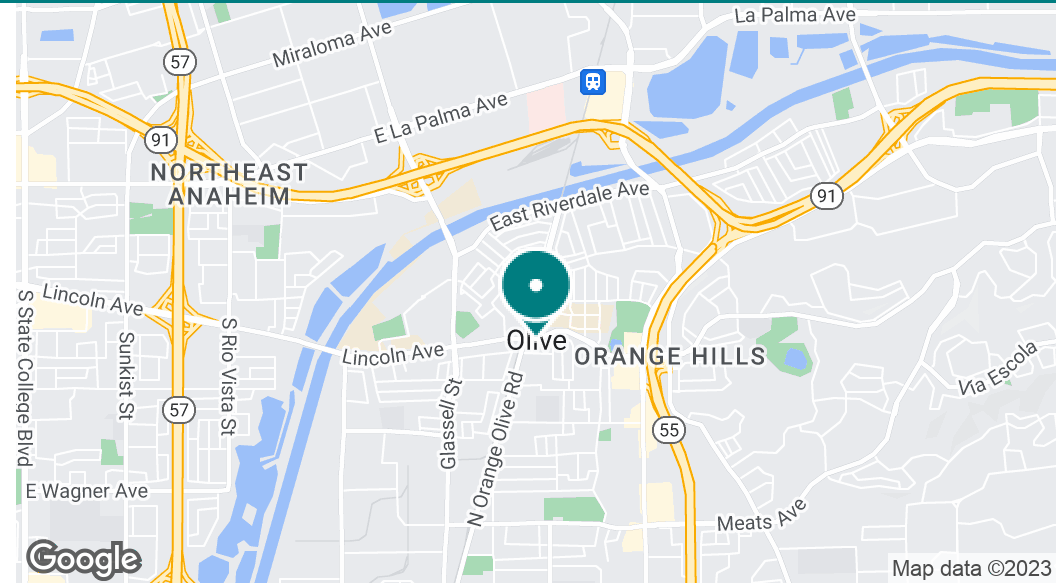 La Palma Ave
Miraloma Ave
57
E La Palma Ave
91
NORTHEAST
ANAHEIM
East Riverdale Ave
91
Lincoln Ave
S State College Blvd
Sunkist St
S Rio Vista St
Lincoln Ave
Olive
ORANGE HILLS
Via Escola
Glassell St
N Orange Olive Rd
57
55
E Wagner Ave
Meats Ave
Google
Map data ©2023